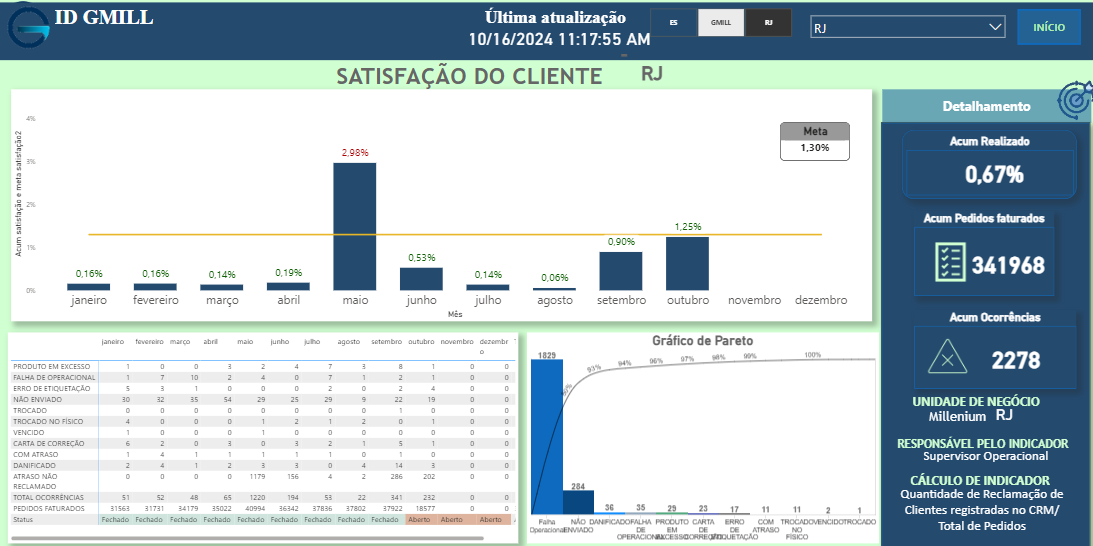 ID GMILL
Última atualização
10/16/2024 11:17:55 AM
ES GMILL RJ
RJ
INÍCIO
SATISFAÇÃO DO CLIENTE RJ
Acum satisfação e meta satisfação2
4%
3%
2%
1%
0%
Meta
1,30%
0,16% 0,16% 0,14% 0,19% 2,98% 0,53% 0,14% 0,06% 0,90% 1,25%
janeiro fevereiro março abril maio junho julho agosto setembro outubro novembro dezembro
Mês
Detalhamento
Acum Realizado
0,67%
Acum Pedidos faturados
341968
Acum Ocorrências
2278
UNIDADE DE NEGÓCIO
Millenium RJ
RESPONSÁVEL PELO INDICADOR
Supervisor Operacional
CÁLCULO DE INDICADOR
Quantidade de Reclamação de
Clientes registradas no CRM/
Total de Pedidos
janeiro fevereiro março abril maio junho julho agosto setembro outubro novembro dezembr
o
PRODUTO EM EXCESSO 1 0 0 3 2 4 7 3 8 1 0 0
FALHA DE OPERACIONAL 1 7 10 2 4 0 7 1 2 1 0 0
ERRO DE ETIQUETAÇÃO 5 3 1 0 0 0 2 0 2 4 0 0
NÃO ENVIADO 30 32 35 54 29 25 29 9 22 19 0 0
TROCADO 0 0 0 0 0 0 0 0 1 0 0 0
TROCADO NO FÍSICO 4 0 0 0 1 2 1 2 0 1 0 0
VENCIDO 1 0 0 0 1 0 0 0 0 0 0 0
CARTA DE CORREÇÃO 6 2 0 3 0 3 2 1 5 1 0 0
COM ATRASO 1 4 1 1 1 1 1 0 1 0 0 0
DANIFICADO 2 4 1 2 3 3 0 4 14 3 0 0
ATRASO NÃO
RECLAMADO 0 0 0 0 1179 156 4 2 286 202 0 0
TOTAL OCORRÊNCIAS 51 52 48 65 1220 194 53 22 341 232 0 0
PEDIDOS FATURADOS 31563 31731 34179 35022 40994 36342 37836 37802 37922 18577 0 0
Status Fechado Fechado Fechado Fechado Fechado Fechado Fechado Fechado Fechado Aberto Aberto Aberto
Gráfico de Pareto
1829 284 36 35 29 23 17 11 11 2 1
93% 94% 96% 97% 98% 99% 100%
Falha
Operacional
NÃO
ENVIADO
DANIFICADO
FALHA
DE
OPERACIONAL
PRODUTO
EM
EXCESSO
CARTA
DE
CORREÇÃO
ERRO
DE
ETIQUETAÇÃO
COM
ATRASO
TROCADO
NO
FÍSICO
VENCIDO
TROCADO